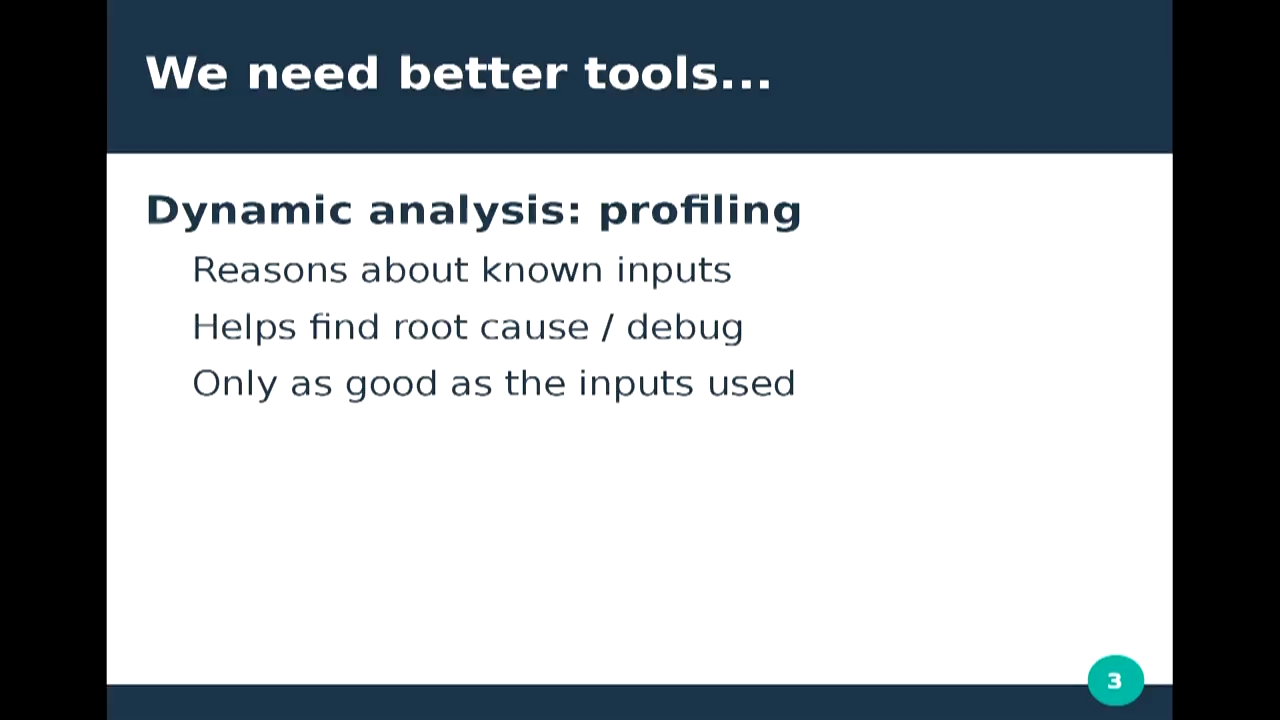 We need better tools...
Dynamic analysis: profiling
Reasons about known inputs
Helps find root cause / debug
Only as good as the inputs used
3